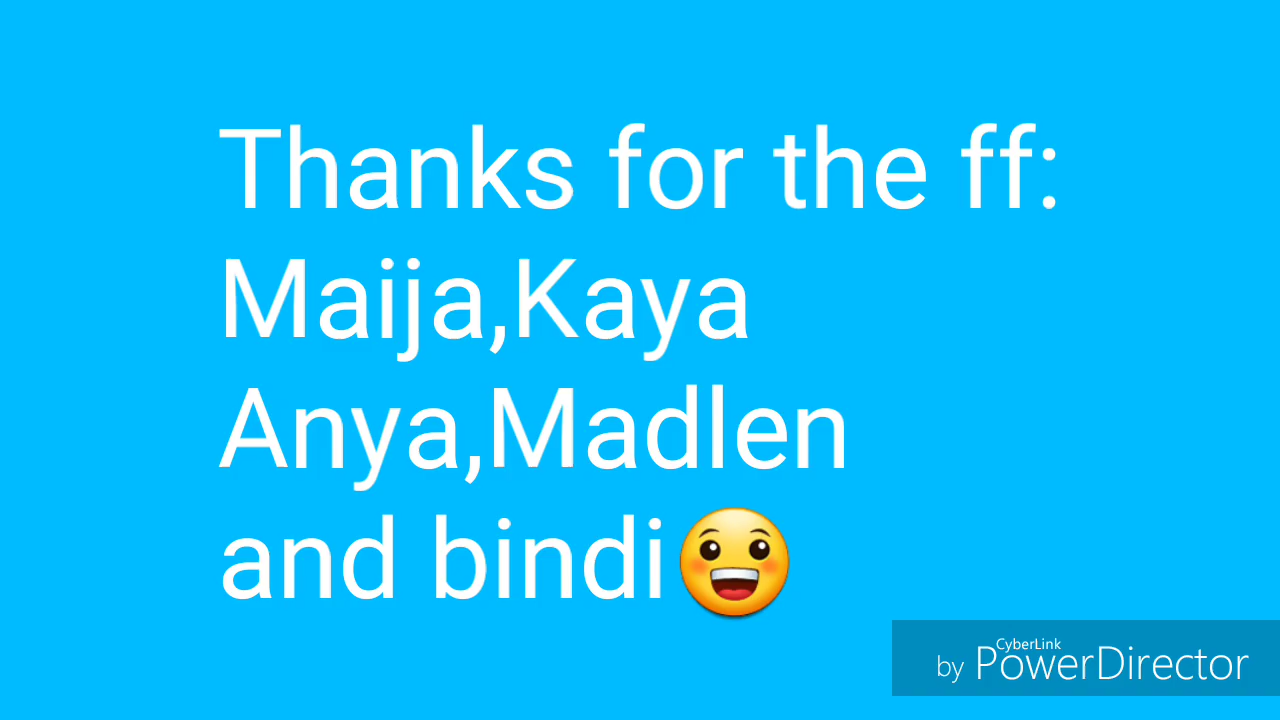 Thanks for the ff:
Maija,Kaya
Anya,Madlen
and bindi😀
CyberLink
by PowerDirector